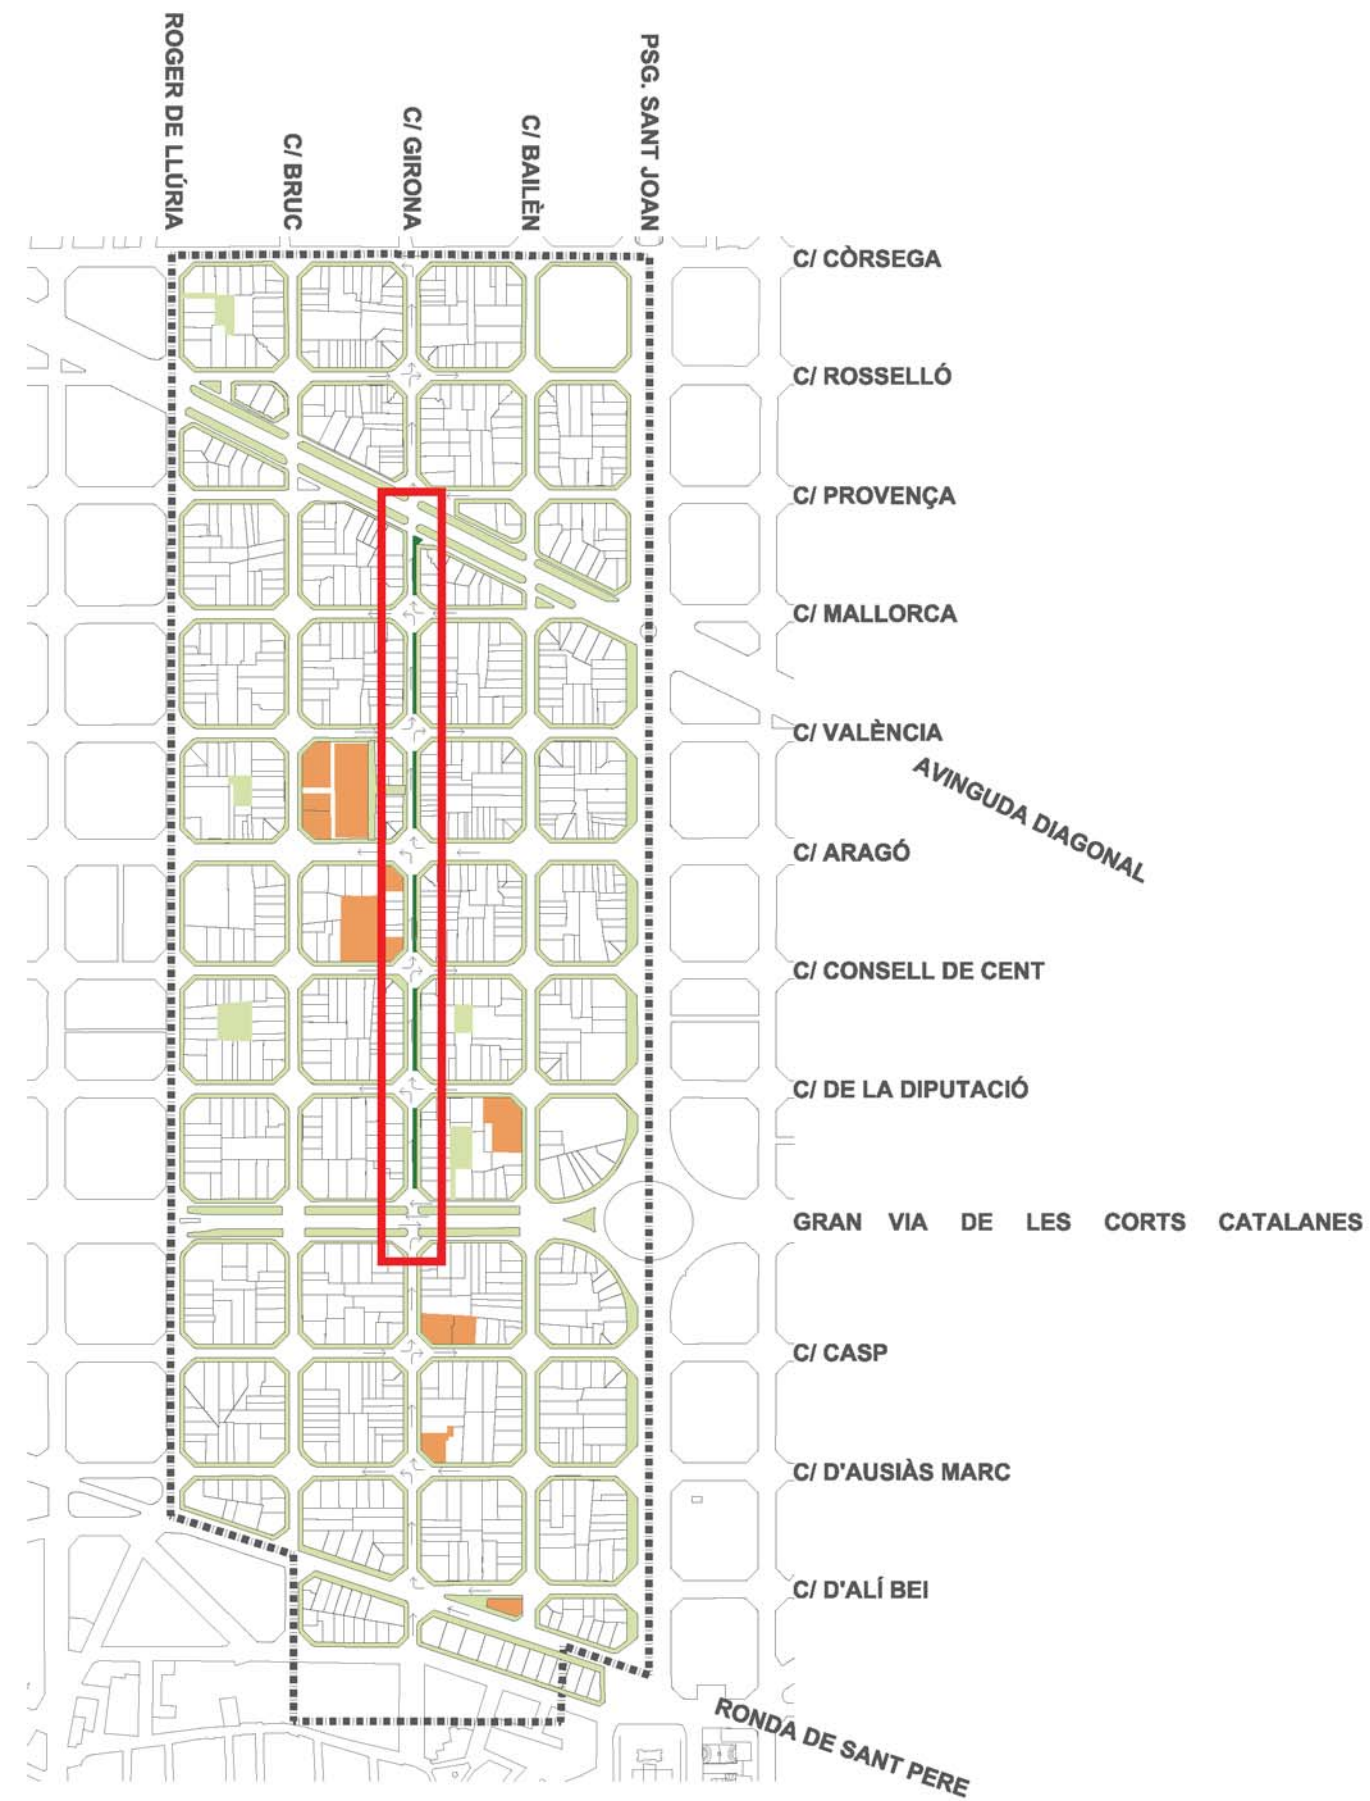 ROGER DE LLÚRIA
C/ BRUC
C/ GIRONA
C/ BAILÈN
PSG. SANT JOAN
C/ CÒRSEGA
C/ ROSSELLÓ
C/ PROVENÇA
C/ MALLORCA
C/ VALÈNCIA
AVINGUDA DIAGONAL
C/ ARAGÓ
C/ CONSELL DE CENT
C/ DE LA DIPUTACIÓ
GRAN VIA DE LES CORTS CATALANES
C/ CASP
C/ D'AUSIÀS MARC
C/ D'ALÍ BEI
RONDA DE SANT PERE